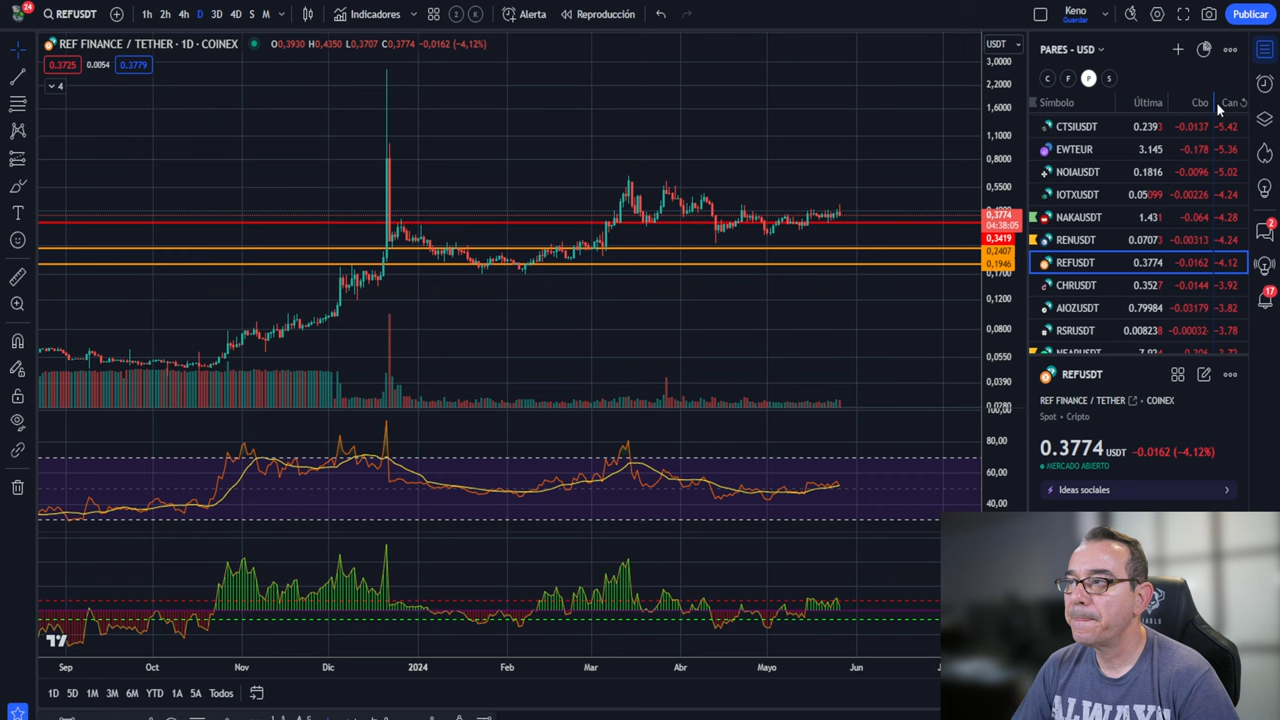 24
REFUSDT
1h 2h 4h D 3D 4D S M
Indicadores
2 K
Alerta
Reproducción
Keno
Guardar
Publicar
REF FINANCE / TETHER · 1D · COINEX
O0,3930 H0,4350 L0,3707 C0,3774 −0,0162 (−4,12%)
0.3725 0.0054 0.3779
4
USDT
3,0000
2,2000
1,6000
1,1000
0,8000
0,5500
0,3774
04:38:05
0,3419
0,2407
0,1946
0,1700
0,1200
0,0800
0,0550
0,0390
0,0280
100,00
80,00
60,00
40,00
Sep Oct Nov Dic 2024 Feb Mar Abr Mayo Jun
1D 5D 1M 3M 6M YTD 1A 5A Todos
PARES - USD
C F P S
Símbolo Última Cbo Can
CTSIUSDT 0.2393 −0.0137 −5.42
EWTEUR 3.145 −0.178 −5.36
NOIAUSDT 0.1816 −0.0096 −5.02
IOTXUSDT 0.05099 −0.00226 −4.24
NAKAUSDT 1.431 −0.064 −4.28
RENUSDT 0.07073 −0.00313 −4.24
REFUSDT 0.3774 −0.0162 −4.12
CHRUSDT 0.3527 −0.0144 −3.92
AIOZUSDT 0.79984 −0.03179 −3.82
RSRUSDT 0.008238 −0.00032 −3.78
REFUSDT
REF FINANCE / TETHER · COINEX
Spot · Cripto
0.3774 USDT −0.0162 (−4.12%)
MERCADO ABIERTO
Ideas sociales
2
17
ALWAYS